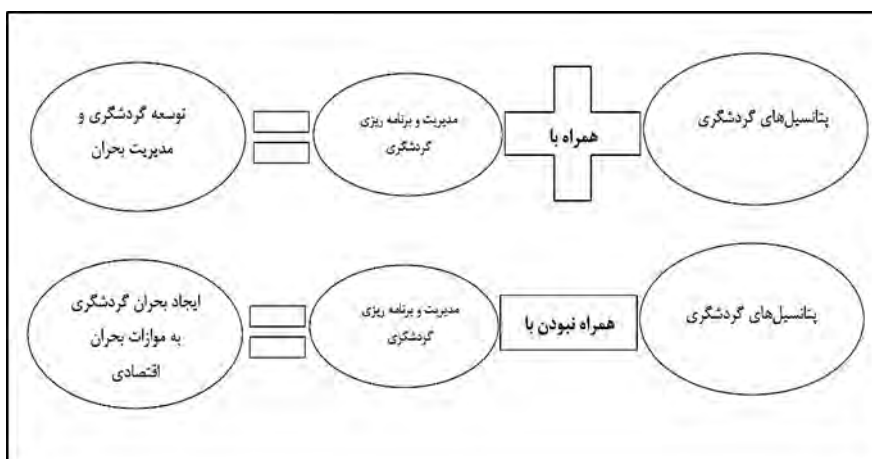 پتانسیل‌های گردشگری
همراه با
مدیریت و برنامه ریزی
گردشگری
توسعه گردشگری و
مدیریت بحران
پتانسیل‌های گردشگری
همراه نبودن با
مدیریت و برنامه ریزی
گردشگری
ایجاد بحران گردشگری
به موازات بحران
اقتصادی